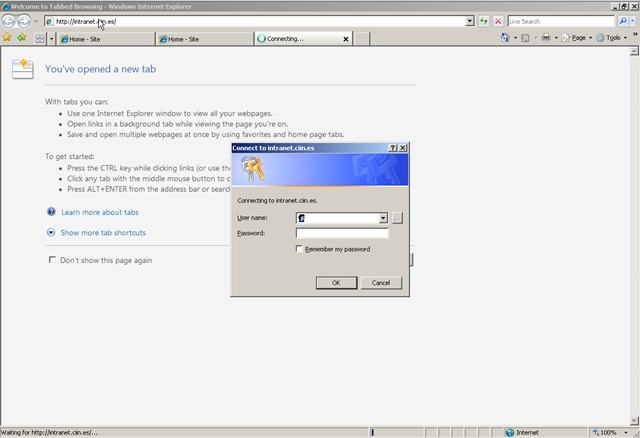 Welcome to Tabbed Browsing - Windows Internet Explorer
http://intranet.ciin.es/
Live Search
Home - Site
Home - Site
Connecting...
Page
Tools
You've opened a new tab
With tabs you can:
Use one Internet Explorer window to view all your webpages.
Open links in a background tab while viewing the page you're on.
Save and open multiple webpages at once by using favorites and home page tabs.
To get started:
Press the CTRL key while clicking links (or use the
Click any tab with the middle mouse button to c
Press ALT+ENTER from the address bar or searc
Learn more about tabs
Show more tab shortcuts
Don't show this page again
Connect to intranet.ciin.es
Connecting to intranet.ciin.es.
User name:
Password:
Remember my password
OK
Cancel
Waiting for http://intranet.ciin.es/...
Internet
100%